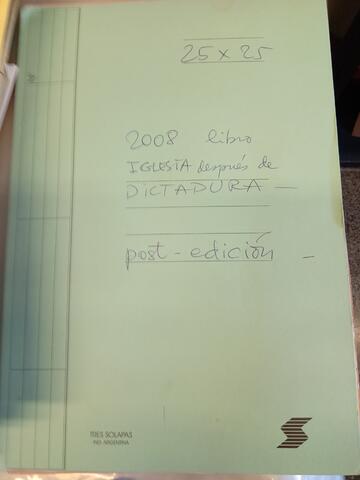 25 x 25
2008 libro
IGLESIA después de
DICTADURA —
post - edición —
TRES SOLAPAS
IND. ARGENTINA